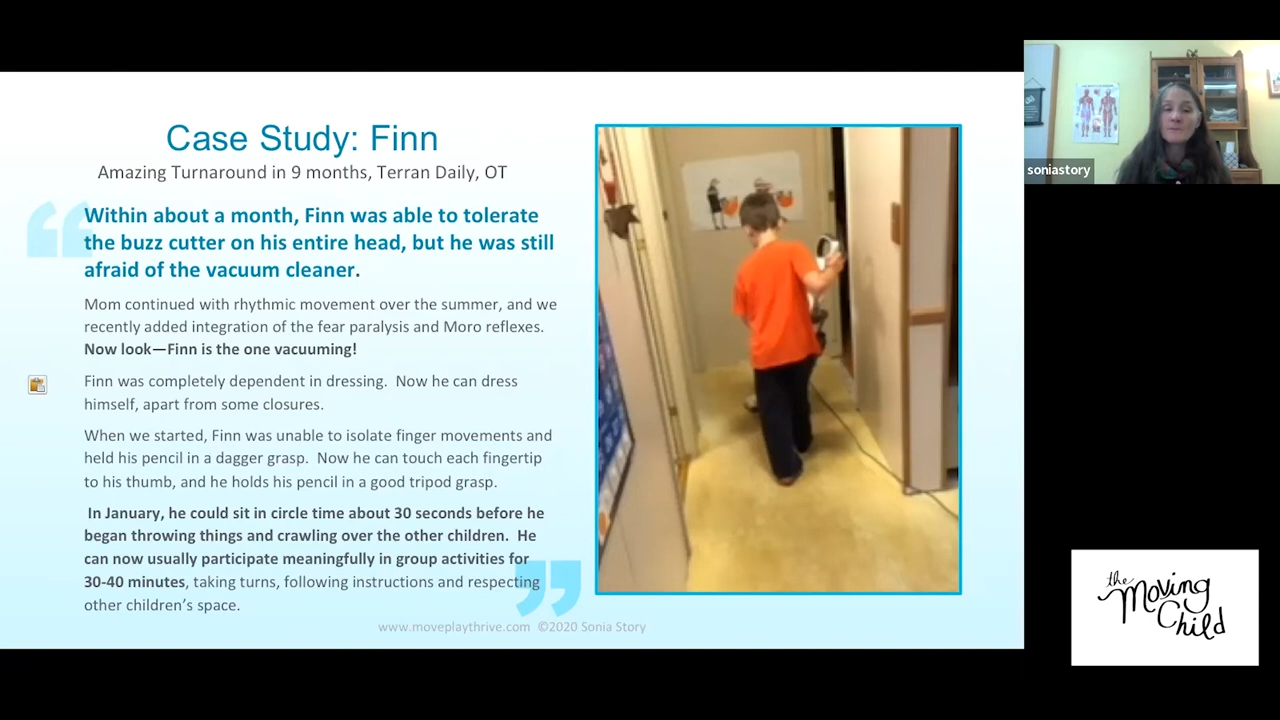 Case Study: Finn
Amazing Turnaround in 9 months, Terran Daily, OT
Within about a month, Finn was able to tolerate
the buzz cutter on his entire head, but he was still
afraid of the vacuum cleaner.
Mom continued with rhythmic movement over the summer, and we
recently added integration of the fear paralysis and Moro reflexes.
Now look—Finn is the one vacuuming!
Finn was completely dependent in dressing.  Now he can dress
himself, apart from some closures.
When we started, Finn was unable to isolate finger movements and
held his pencil in a dagger grasp.  Now he can touch each fingertip
to his thumb, and he holds his pencil in a good tripod grasp.
In January, he could sit in circle time about 30 seconds before he
began throwing things and crawling over the other children.  He
can now usually participate meaningfully in group activities for
30-40 minutes, taking turns, following instructions and respecting
other children's space.
www.moveplaythrive.com  ©2020 Sonia Story
soniastory
the
Moving
Child